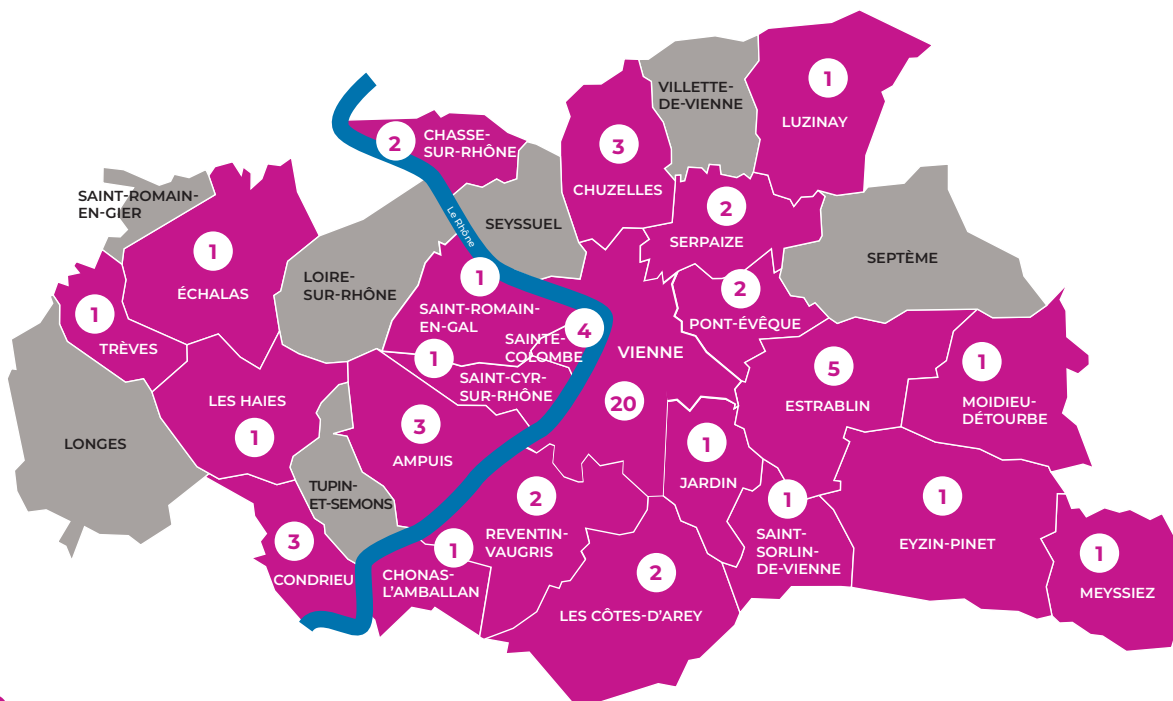 1
LUZINAY
VILLETTE-
DE-VIENNE
3
CHUZELLES
2
CHASSE-
SUR-RHÔNE
Le Rhône
SEYSSUEL
2
SERPAIZE
SEPTÈME
SAINT-ROMAIN-
EN-GIER
1
ÉCHALAS
LOIRE-
SUR-RHÔNE
1
SAINT-ROMAIN-
EN-GAL
2
PONT-ÉVÊQUE
1
TRÈVES
4
SAINTE-
COLOMBE
VIENNE
20
1
SAINT-CYR-
SUR-RHÔNE
5
ESTRABLIN
1
MOIDIEU-
DÉTOURBE
LES HAIES
1
LONGES
3
AMPUIS
1
JARDIN
TUPIN-
ET-SEMONS
2
REVENTIN-
VAUGRIS
1
SAINT-
SORLIN-
DE-VIENNE
1
EYZIN-PINET
3
CONDRIEU
1
CHONAS-
L'AMBALLAN
2
LES CÔTES-D'AREY
1
MEYSSIEZ